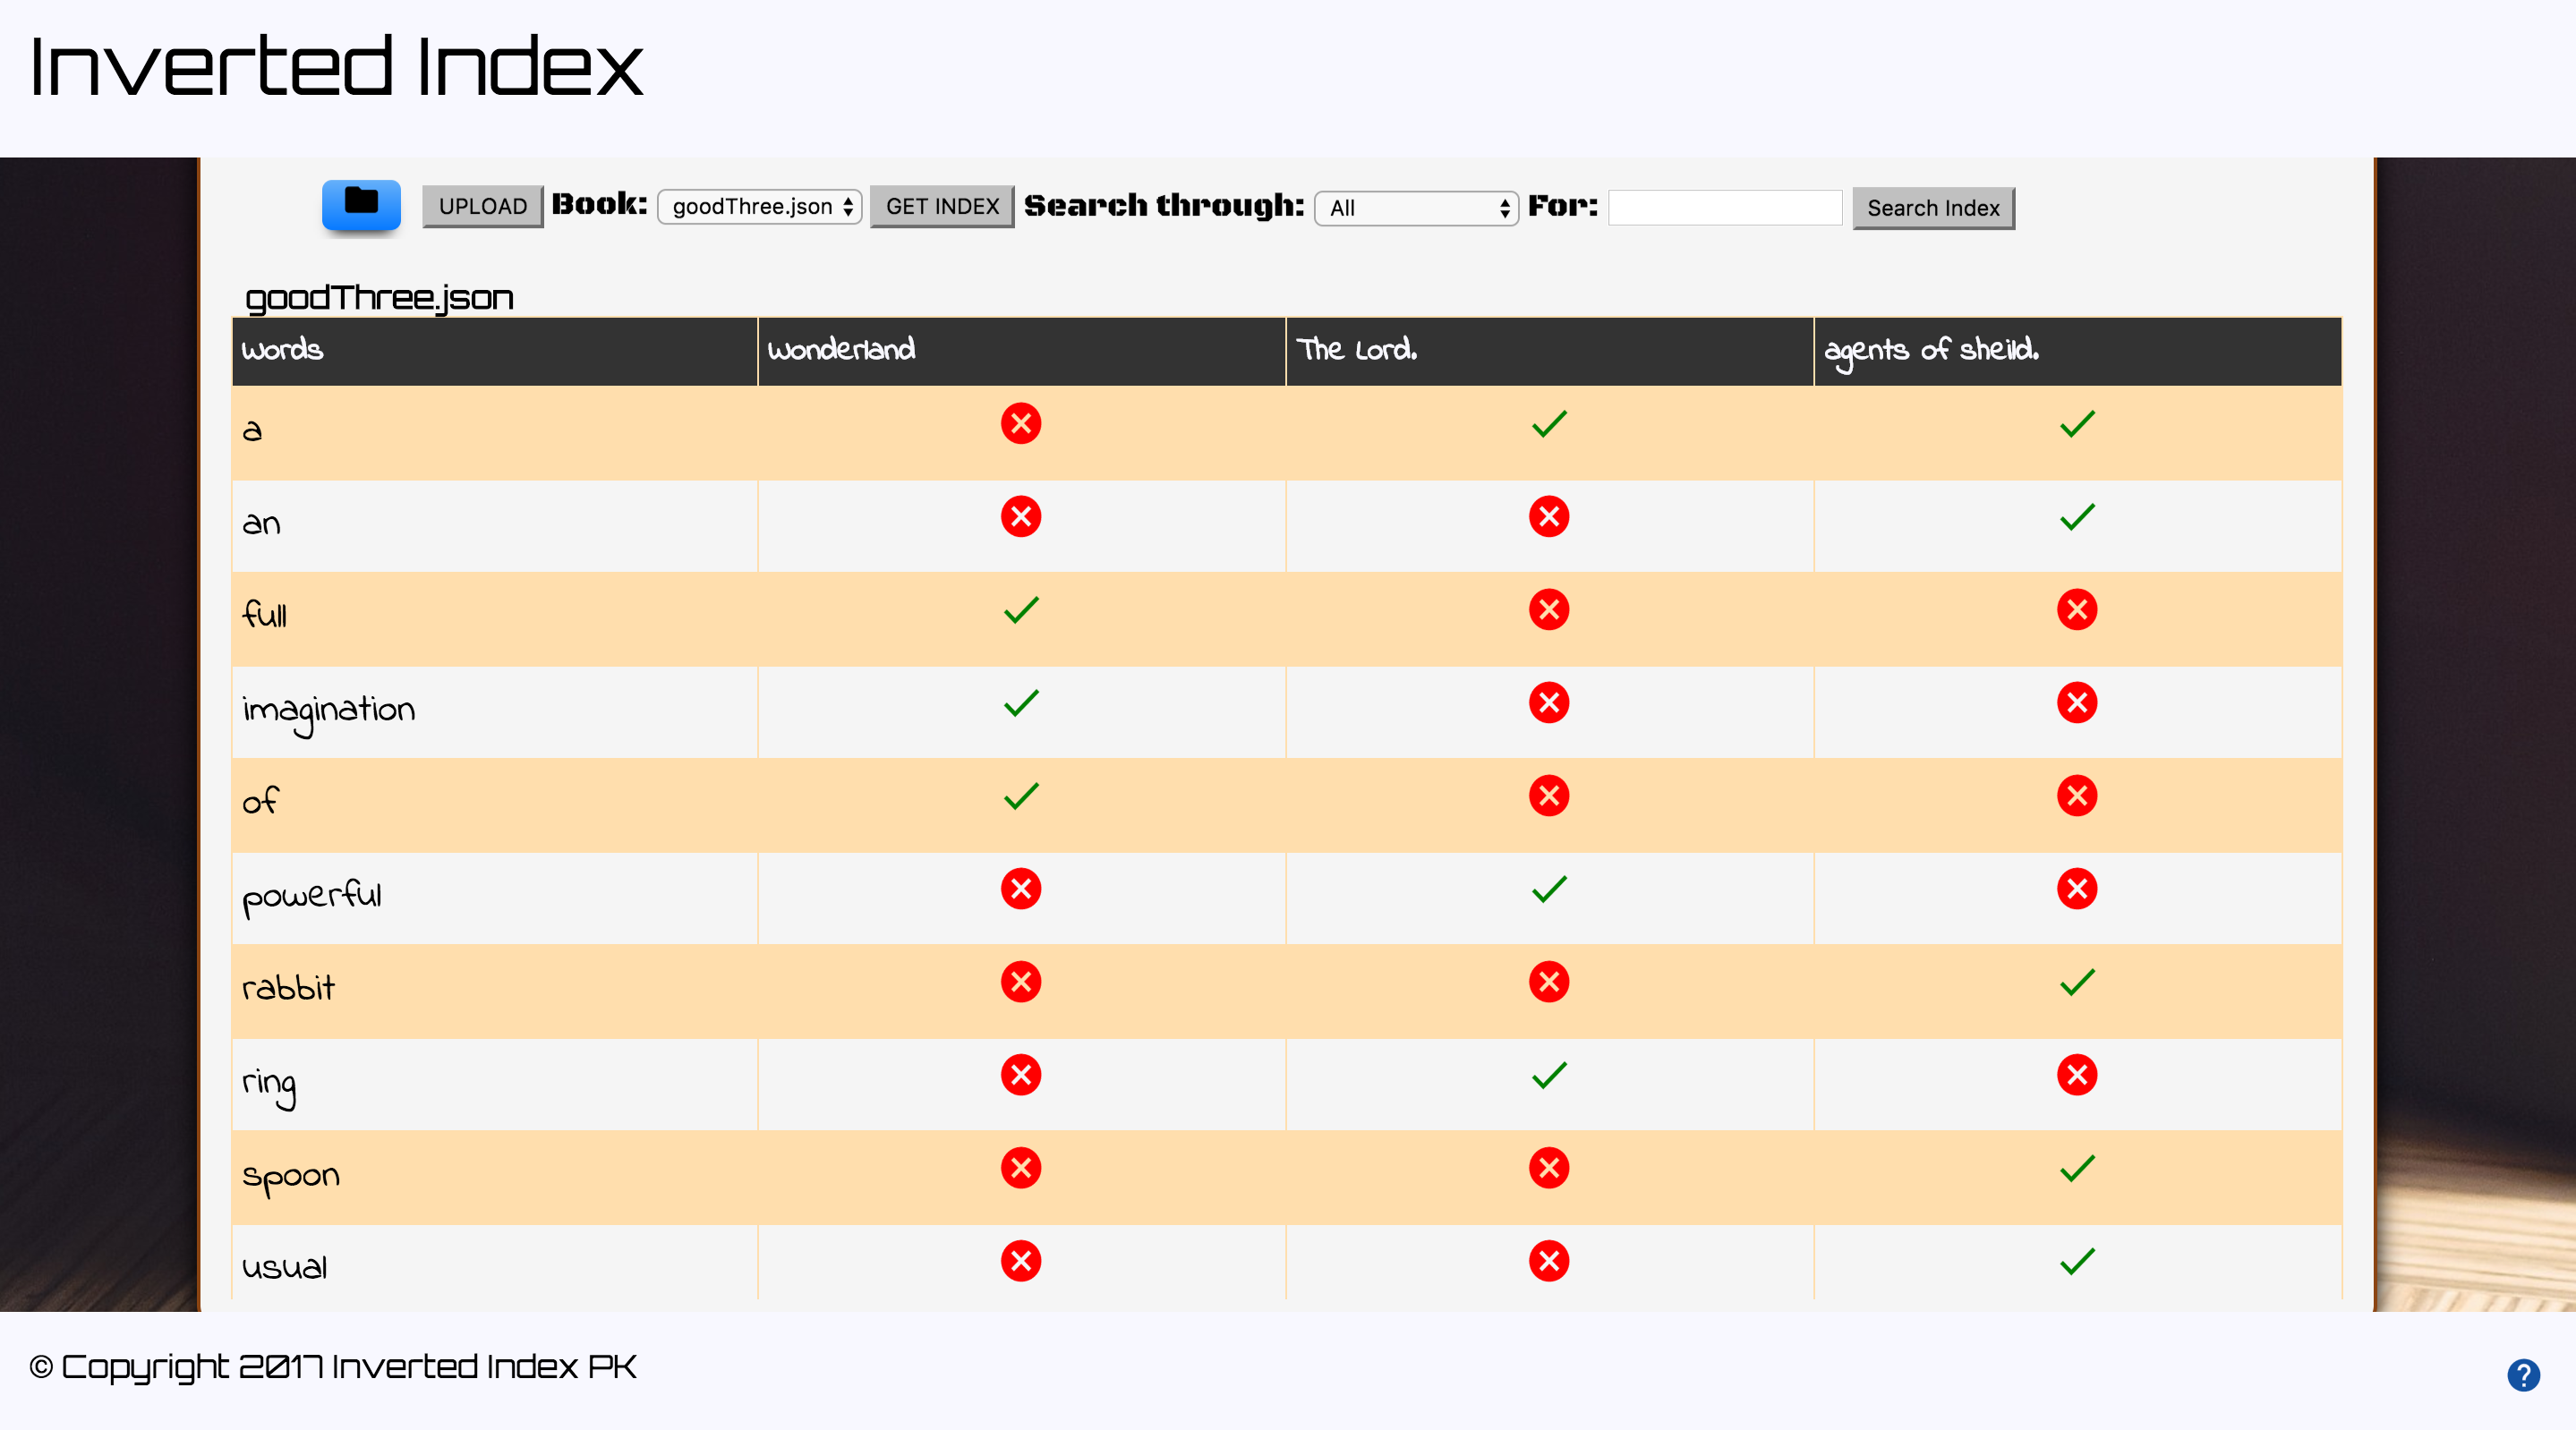 Inverted Index
UPLOAD Book: goodThree.json GET INDEX Search through: All For: Search Index
goodThree.json
words wonderland The Lord. agents of sheild.
a
an
full
imagination
of
powerful
rabbit
ring
spoon
usual
© Copyright 2017 Inverted Index PK
?